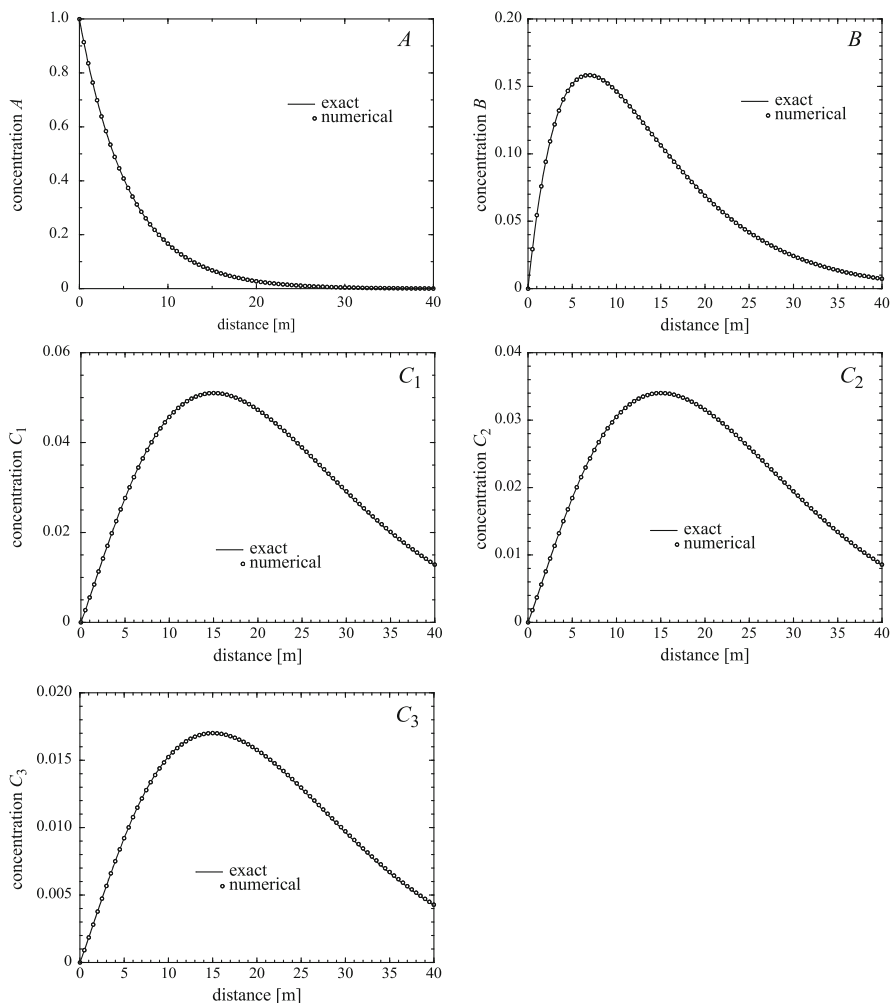 A
1.0
0.8
0.6
0.4
0.2
0
concentration A
exact
numerical
0 10 20 30 40
distance [m]
B
0.20
0.15
0.10
0.05
0
concentration B
exact
numerical
0 5 10 15 20 25 30 35 40
distance [m]
C1
0.06
0.04
0.02
0
concentration C1
exact
numerical
0 5 10 15 20 25 30 35 40
distance [m]
C2
0.04
0.03
0.02
0.01
0
concentration C2
exact
numerical
0 5 10 15 20 25 30 35 40
distance [m]
C3
0.020
0.015
0.010
0.005
0
concentration C3
exact
numerical
0 5 10 15 20 25 30 35 40
distance [m]